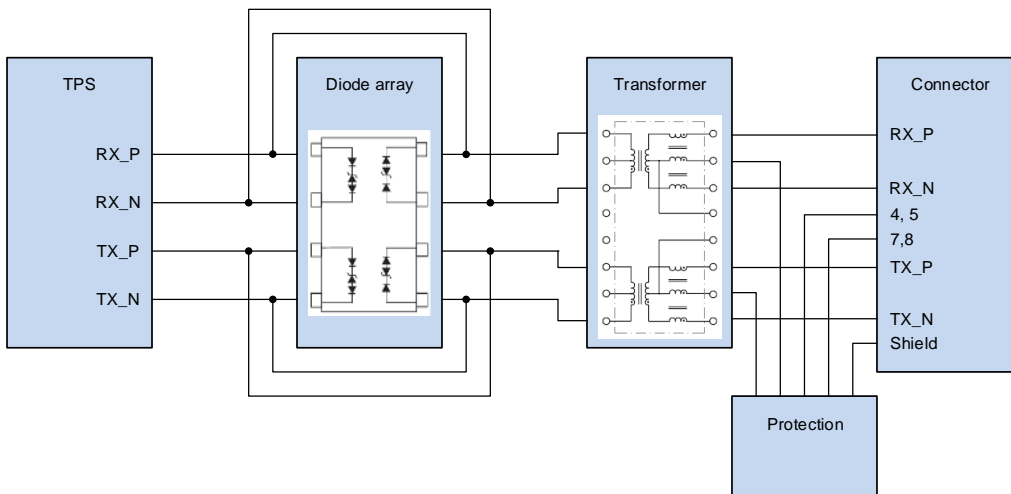 TPS
Diode array
Transformer
Connector
RX_P
RX_N
TX_P
TX_N
RX_P
RX_N
4, 5
7,8
TX_P
TX_N
Shield
Protection